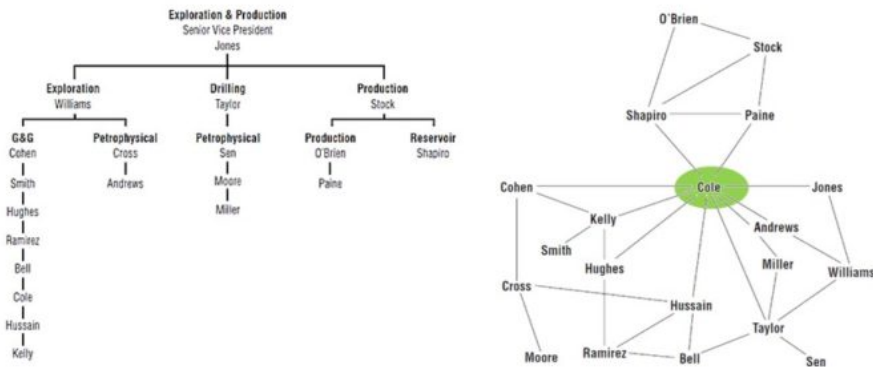 Exploration & Production
Senior Vice President
Jones
Exploration Drilling Production
Williams Taylor Stock
G&G Petrophysical Petrophysical Production Reservoir
Cohen Cross Sen O'Brien Shapiro
Smith Andrews Moore Paine
Hughes Miller
Ramirez
Bell
Cole
Hussain
Kelly
O'Brien
Stock
Shapiro Paine
Cohen Cole Jones
Kelly Andrews
Smith
Hughes Miller Williams
Cross
Hussain
Taylor
Moore Ramirez Bell Sen